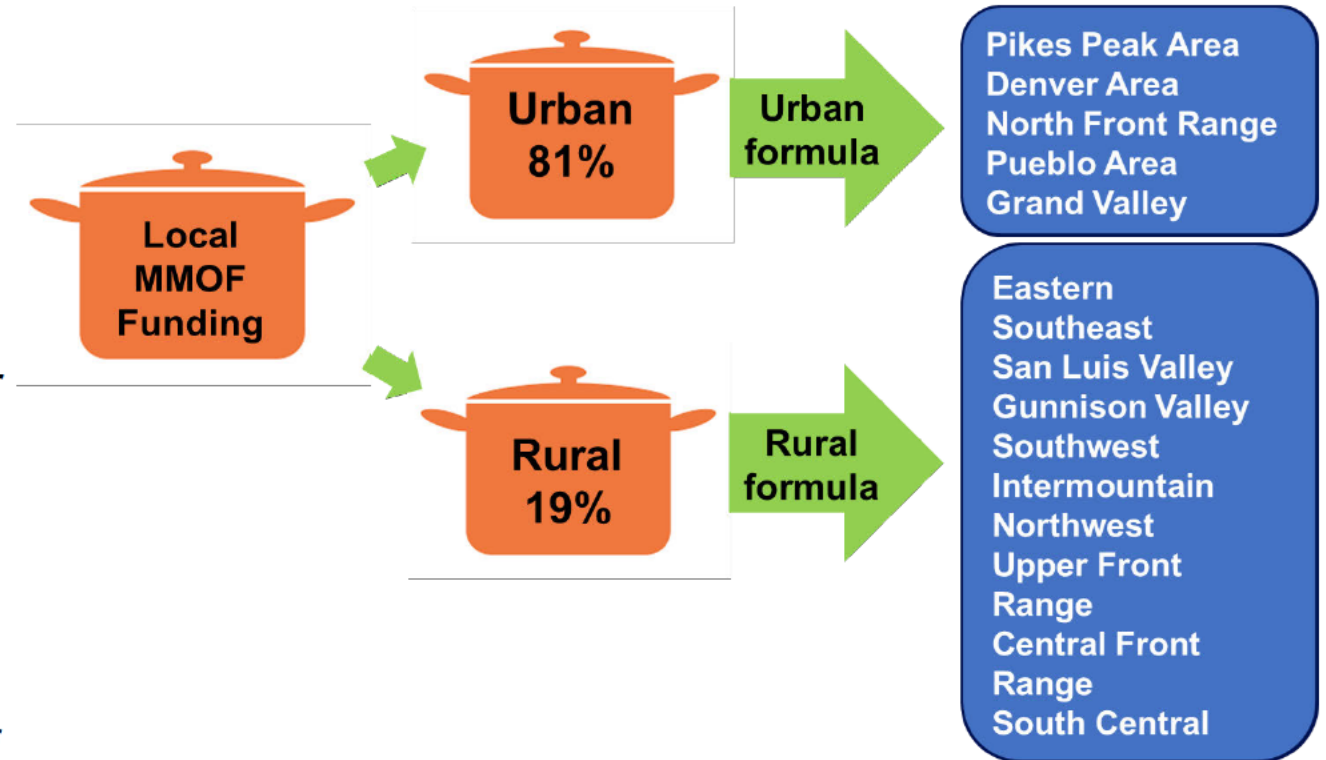 Local
MMOF
Funding
Urban
81%
Urban
formula
Pikes Peak Area
Denver Area
North Front Range
Pueblo Area
Grand Valley
Rural
19%
Rural
formula
Eastern
Southeast
San Luis Valley
Gunnison Valley
Southwest
Intermountain
Northwest
Upper Front
Range
Central Front
Range
South Central